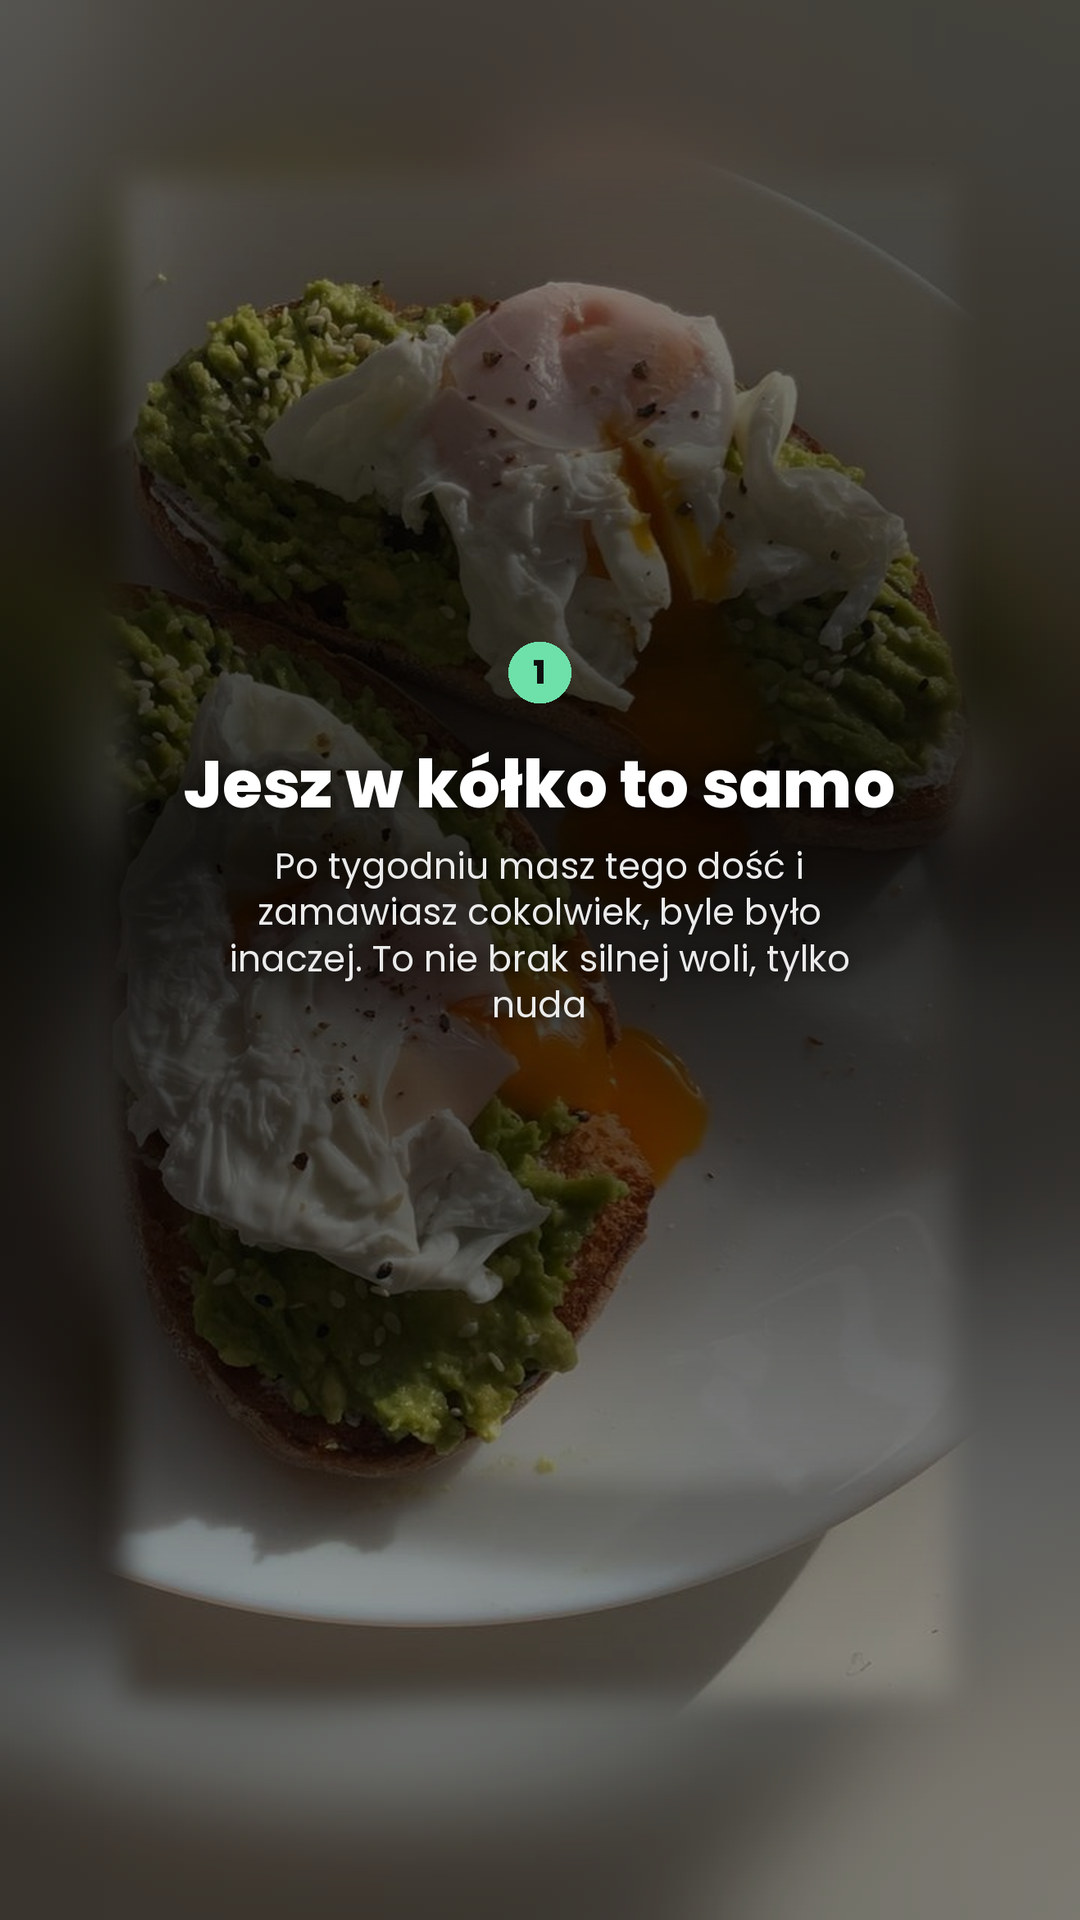 1
Jesz w kółko to samo
Po tygodniu masz tego dość i
zamawiasz cokolwiek, byle było
inaczej. To nie brak silnej woli, tylko
nuda